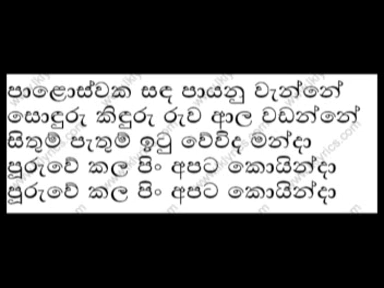 පාළොස්වක සඳ පායනු වැන්නේ
සොඳුරු කිඳුරු රුව ආල වඩන්නේ
සිතුම් පැතුම් ඉටු වේවිද මන්දා
පූරුවේ කල පිං අපට කොයින්දා
පූරුවේ කල පිං අපට කොයින්දා